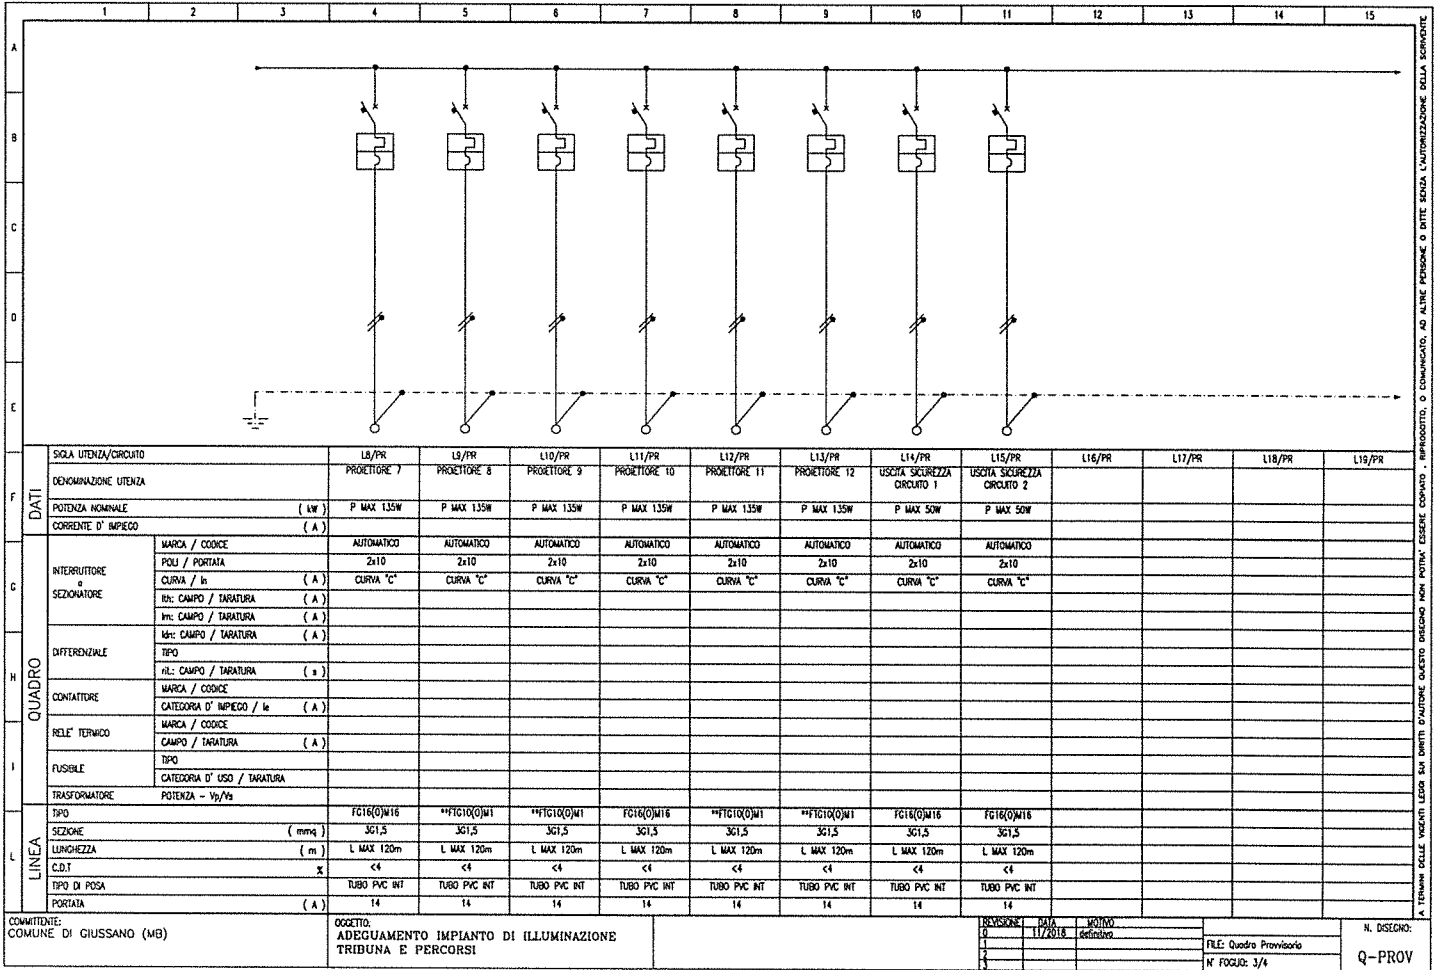 1 2 3 4 5 6 7 8 9 10 11 12 13 14 15
A
B
C
D
E
F
G
H
I
L
DATI
QUADRO
LINEA
SIGLA UTENZA/CIRCUITO L8/PR L9/PR L10/PR L11/PR L12/PR L13/PR L14/PR L15/PR L16/PR L17/PR L18/PR L19/PR
DENOMINAZIONE UTENZA PROIETTORE 7 PROIETTORE 8 PROIETTORE 9 PROIETTORE 10 PROIETTORE 11 PROIETTORE 12 USCITA SICUREZZA CIRCUITO 1 USCITA SICUREZZA CIRCUITO 2
POTENZA NOMINALE ( kW ) P MAX 135W P MAX 135W P MAX 135W P MAX 135W P MAX 135W P MAX 135W P MAX 50W P MAX 50W
CORRENTE D' IMPIEGO ( A )
INTERRUTTORE
o
SEZIONATORE
MARCA / CODICE AUTOMATICO AUTOMATICO AUTOMATICO AUTOMATICO AUTOMATICO AUTOMATICO AUTOMATICO AUTOMATICO
POLI / PORTATA 2x10 2x10 2x10 2x10 2x10 2x10 2x10 2x10
CURVA / In ( A ) CURVA "C" CURVA "C" CURVA "C" CURVA "C" CURVA "C" CURVA "C" CURVA "C" CURVA "C"
Ith: CAMPO / TARATURA ( A )
Im: CAMPO / TARATURA ( A )
DIFFERENZIALE
Idn: CAMPO / TARATURA ( A )
TIPO
rit.: CAMPO / TARATURA ( s )
CONTATTORE
MARCA / CODICE
CATEGORIA D' IMPIEGO / Ie ( A )
RELE' TERMICO
MARCA / CODICE
CAMPO / TARATURA ( A )
FUSIBILE
TIPO
CATEGORIA D' USO / TARATURA
TRASFORMATORE POTENZA - Vp/Vs
TIPO FG16(O)M16 **FTG10(O)M1 **FTG10(O)M1 FG16(O)M16 **FTG10(O)M1 **FTG10(O)M1 FG16(O)M16 FG16(O)M16
SEZIONE ( mmq ) 3G1,5 3G1,5 3G1,5 3G1,5 3G1,5 3G1,5 3G1,5 3G1,5
LUNGHEZZA ( m ) L MAX 120m L MAX 120m L MAX 120m L MAX 120m L MAX 120m L MAX 120m L MAX 120m L MAX 120m
C.D.T % <4 <4 <4 <4 <4 <4 <4 <4
TIPO DI POSA TUBO PVC INT TUBO PVC INT TUBO PVC INT TUBO PVC INT TUBO PVC INT TUBO PVC INT TUBO PVC INT TUBO PVC INT
PORTATA ( A ) 14 14 14 14 14 14 14 14
COMMITTENTE:
COMUNE DI GIUSSANO (MB)
OGGETTO:
ADEGUAMENTO IMPIANTO DI ILLUMINAZIONE
TRIBUNA E PERCORSI
REVISIONE DATA MOTIVO
0 11/2018 definitivo
1
2
3
FILE: Quadro Provvisorio
N° FOGLIO: 3/4
N. DISEGNO:
Q-PROV
A TERMINI DELLE VIGENTI LEGGI SUI DIRITTI D'AUTORE QUESTO DISEGNO NON POTRA' ESSERE COPIATO , RIPRODOTTO, O COMUNICATO, AD ALTRE PERSONE O DITTE SENZA L'AUTORIZZAZIONE DELLA SCRIVENTE